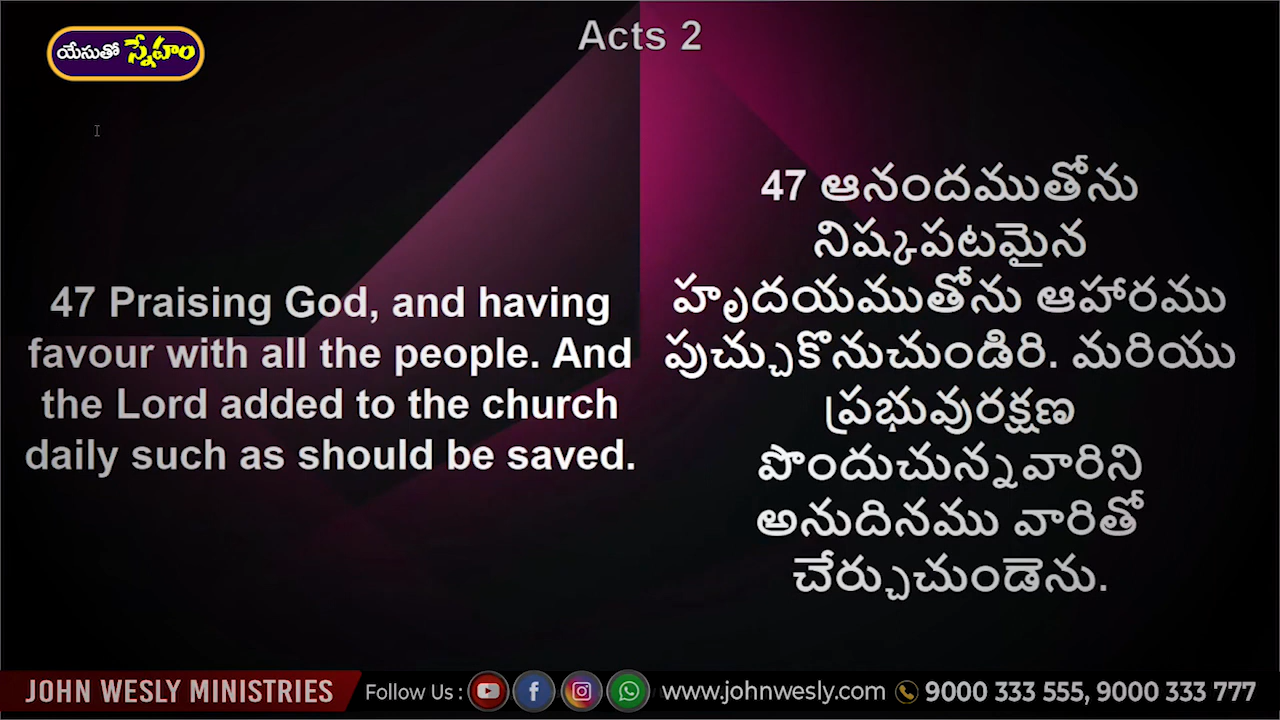 Acts 2
యేసుతో స్నేహం
47 Praising God, and having
favour with all the people. And
the Lord added to the church
daily such as should be saved.
47 ఆనందముతోను
నిష్కపటమైన
హృదయముతోను ఆహారము
పుచ్చుకొనుచుండిరి. మరియు
ప్రభువురక్షణ
పొందుచున్నవారిని
అనుదినము వారితో
చేర్చుచుండెను.
JOHN WESLY MINISTRIES Follow Us : www.johnwesly.com 9000 333 555, 9000 333 777